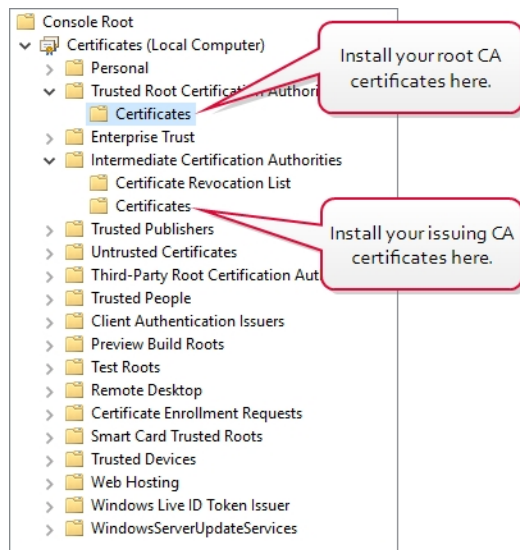 Console Root
Certificates (Local Computer)
Personal
Trusted Root Certification Authori
Certificates
Enterprise Trust
Intermediate Certification Authorities
Certificate Revocation List
Certificates
Trusted Publishers
Untrusted Certificates
Third-Party Root Certification Aut
Trusted People
Client Authentication Issuers
Preview Build Roots
Test Roots
Remote Desktop
Certificate Enrollment Requests
Smart Card Trusted Roots
Trusted Devices
Web Hosting
Windows Live ID Token Issuer
WindowsServerUpdateServices
Install your root CA
certificates here.
Install your issuing CA
certificates here.